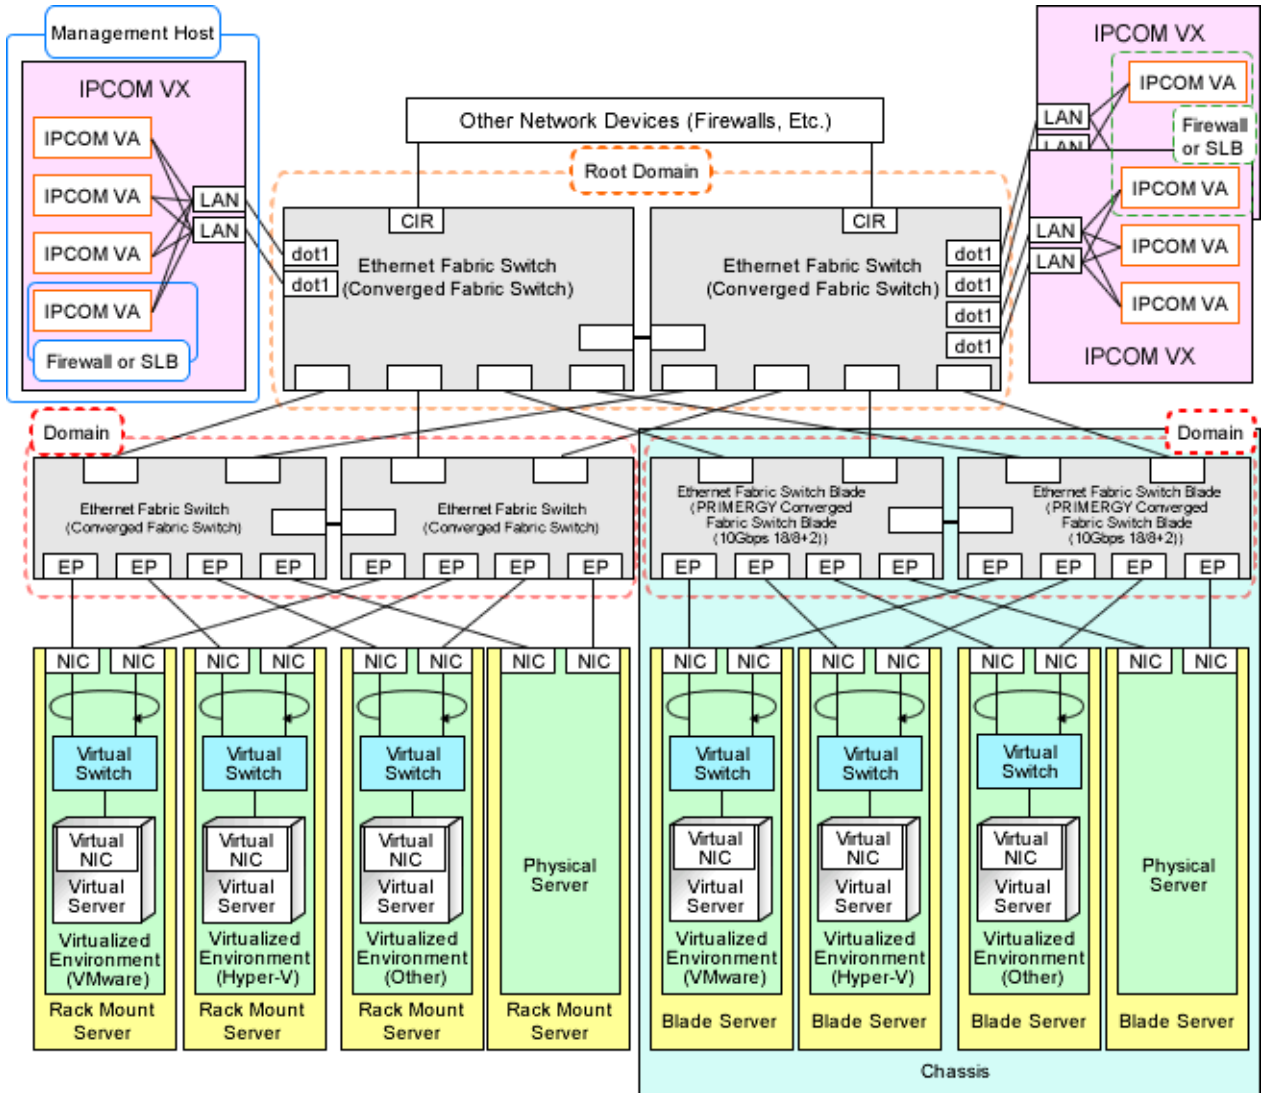 Management Host
IPCOM VX
IPCOM VA
IPCOM VA
IPCOM VA
IPCOM VA
LAN
LAN
Firewall or SLB
Other Network Devices (Firewalls, Etc.)
Root Domain
CIR
CIR
dot1
dot1
Ethernet Fabric Switch
(Converged Fabric Switch)
Ethernet Fabric Switch
(Converged Fabric Switch)
dot1
dot1
dot1
dot1
IPCOM VX
IPCOM VA
LAN
LAN
Firewall
or SLB
IPCOM VA
LAN
LAN
IPCOM VA
IPCOM VA
IPCOM VX
Domain
Domain
Ethernet Fabric Switch
(Converged Fabric Switch)
Ethernet Fabric Switch
(Converged Fabric Switch)
Ethernet Fabric Switch Blade
(PRIMERGY Converged
Fabric Switch Blade
(10Gbps 18/8+2))
Ethernet Fabric Switch Blade
(PRIMERGY Converged
Fabric Switch Blade
(10Gbps 18/8+2))
EP EP EP EP EP EP EP EP EP EP EP EP EP EP EP EP
NIC NIC NIC NIC NIC NIC NIC NIC NIC NIC NIC NIC NIC NIC NIC NIC
Virtual
Switch
Virtual
NIC
Virtual
Server
Virtualized
Environment
(VMware)
Rack Mount
Server
Virtual
Switch
Virtual
NIC
Virtual
Server
Virtualized
Environment
(Hyper-V)
Rack Mount
Server
Virtual
Switch
Virtual
NIC
Virtual
Server
Virtualized
Environment
(Other)
Rack Mount
Server
Physical
Server
Rack Mount
Server
Virtual
Switch
Virtual
NIC
Virtual
Server
Virtualized
Environment
(VMware)
Blade Server
Virtual
Switch
Virtual
NIC
Virtual
Server
Virtualized
Environment
(Hyper-V)
Blade Server
Virtual
Switch
Virtual
NIC
Virtual
Server
Virtualized
Environment
(Other)
Blade Server
Physical
Server
Blade Server
Chassis